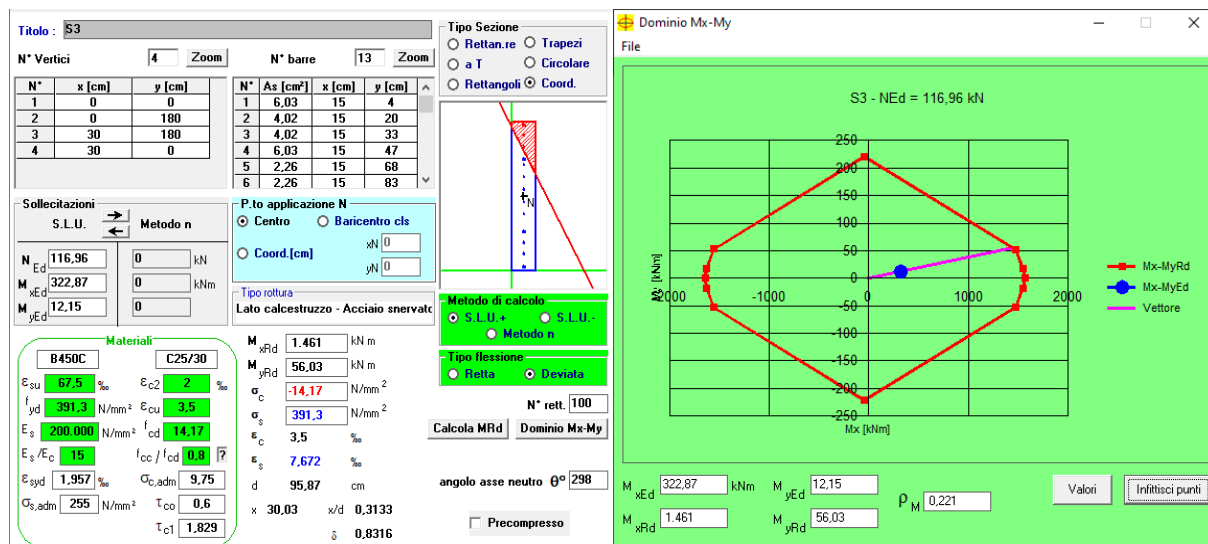 Titolo : S3
N° Vertici 4 Zoom N° barre 13 Zoom
N° x [cm] y [cm]
1 0 0
2 0 180
3 30 180
4 30 0
N° As [cm²] x [cm] y [cm]
1 6,03 15 4
2 4,02 15 20
3 4,02 15 33
4 6,03 15 47
5 2,26 15 68
6 2,26 15 83
Tipo Sezione
Rettan.re Trapezi
a T Circolare
Rettangoli Coord.
N
Sollecitazioni
S.L.U. Metodo n
N Ed 116,96 0 kN
M xEd 322,87 0 kNm
M yEd 12,15 0
P.to applicazione N
Centro Baricentro cls
Coord.[cm] xN 0
yN 0
Tipo rottura
Lato calcestruzzo - Acciaio snervato
Materiali
B450C C25/30
εsu 67,5 ‰ εc2 2 ‰
fyd 391,3 N/mm² εcu 3,5
Es 200.000 N/mm² fcd 14,17
Es/Ec 15 fcc / fcd 0,8 ?
εsyd 1,957 ‰ σc,adm 9,75
σs,adm 255 N/mm² τco 0,6
τc1 1,829
M xRd 1.461 kN m
M yRd 56,03 kN m
σc -14,17 N/mm²
σs 391,3 N/mm²
εc 3,5 ‰
εs 7,672 ‰
d 95,87 cm
x 30,03 x/d 0,3133
δ 0,8316
Metodo di calcolo
S.L.U.+ S.L.U.-
Metodo n
Tipo flessione
Retta Deviata
N° rett. 100
Calcola MRd Dominio Mx-My
angolo asse neutro θ° 298
Precompresso
Dominio Mx-My
File
S3 - NEd = 116,96 kN
250
200
150
100
50
0
-50
-100
-150
-200
-250
-2000 -1000 0 1000 2000
My [kNm]
Mx [kNm]
Mx-MyRd
Mx-MyEd
Vettore
M xEd 322,87 kNm M yEd 12,15
M xRd 1.461 M yRd 56,03
ρM 0,221
Valori Infittisci punti